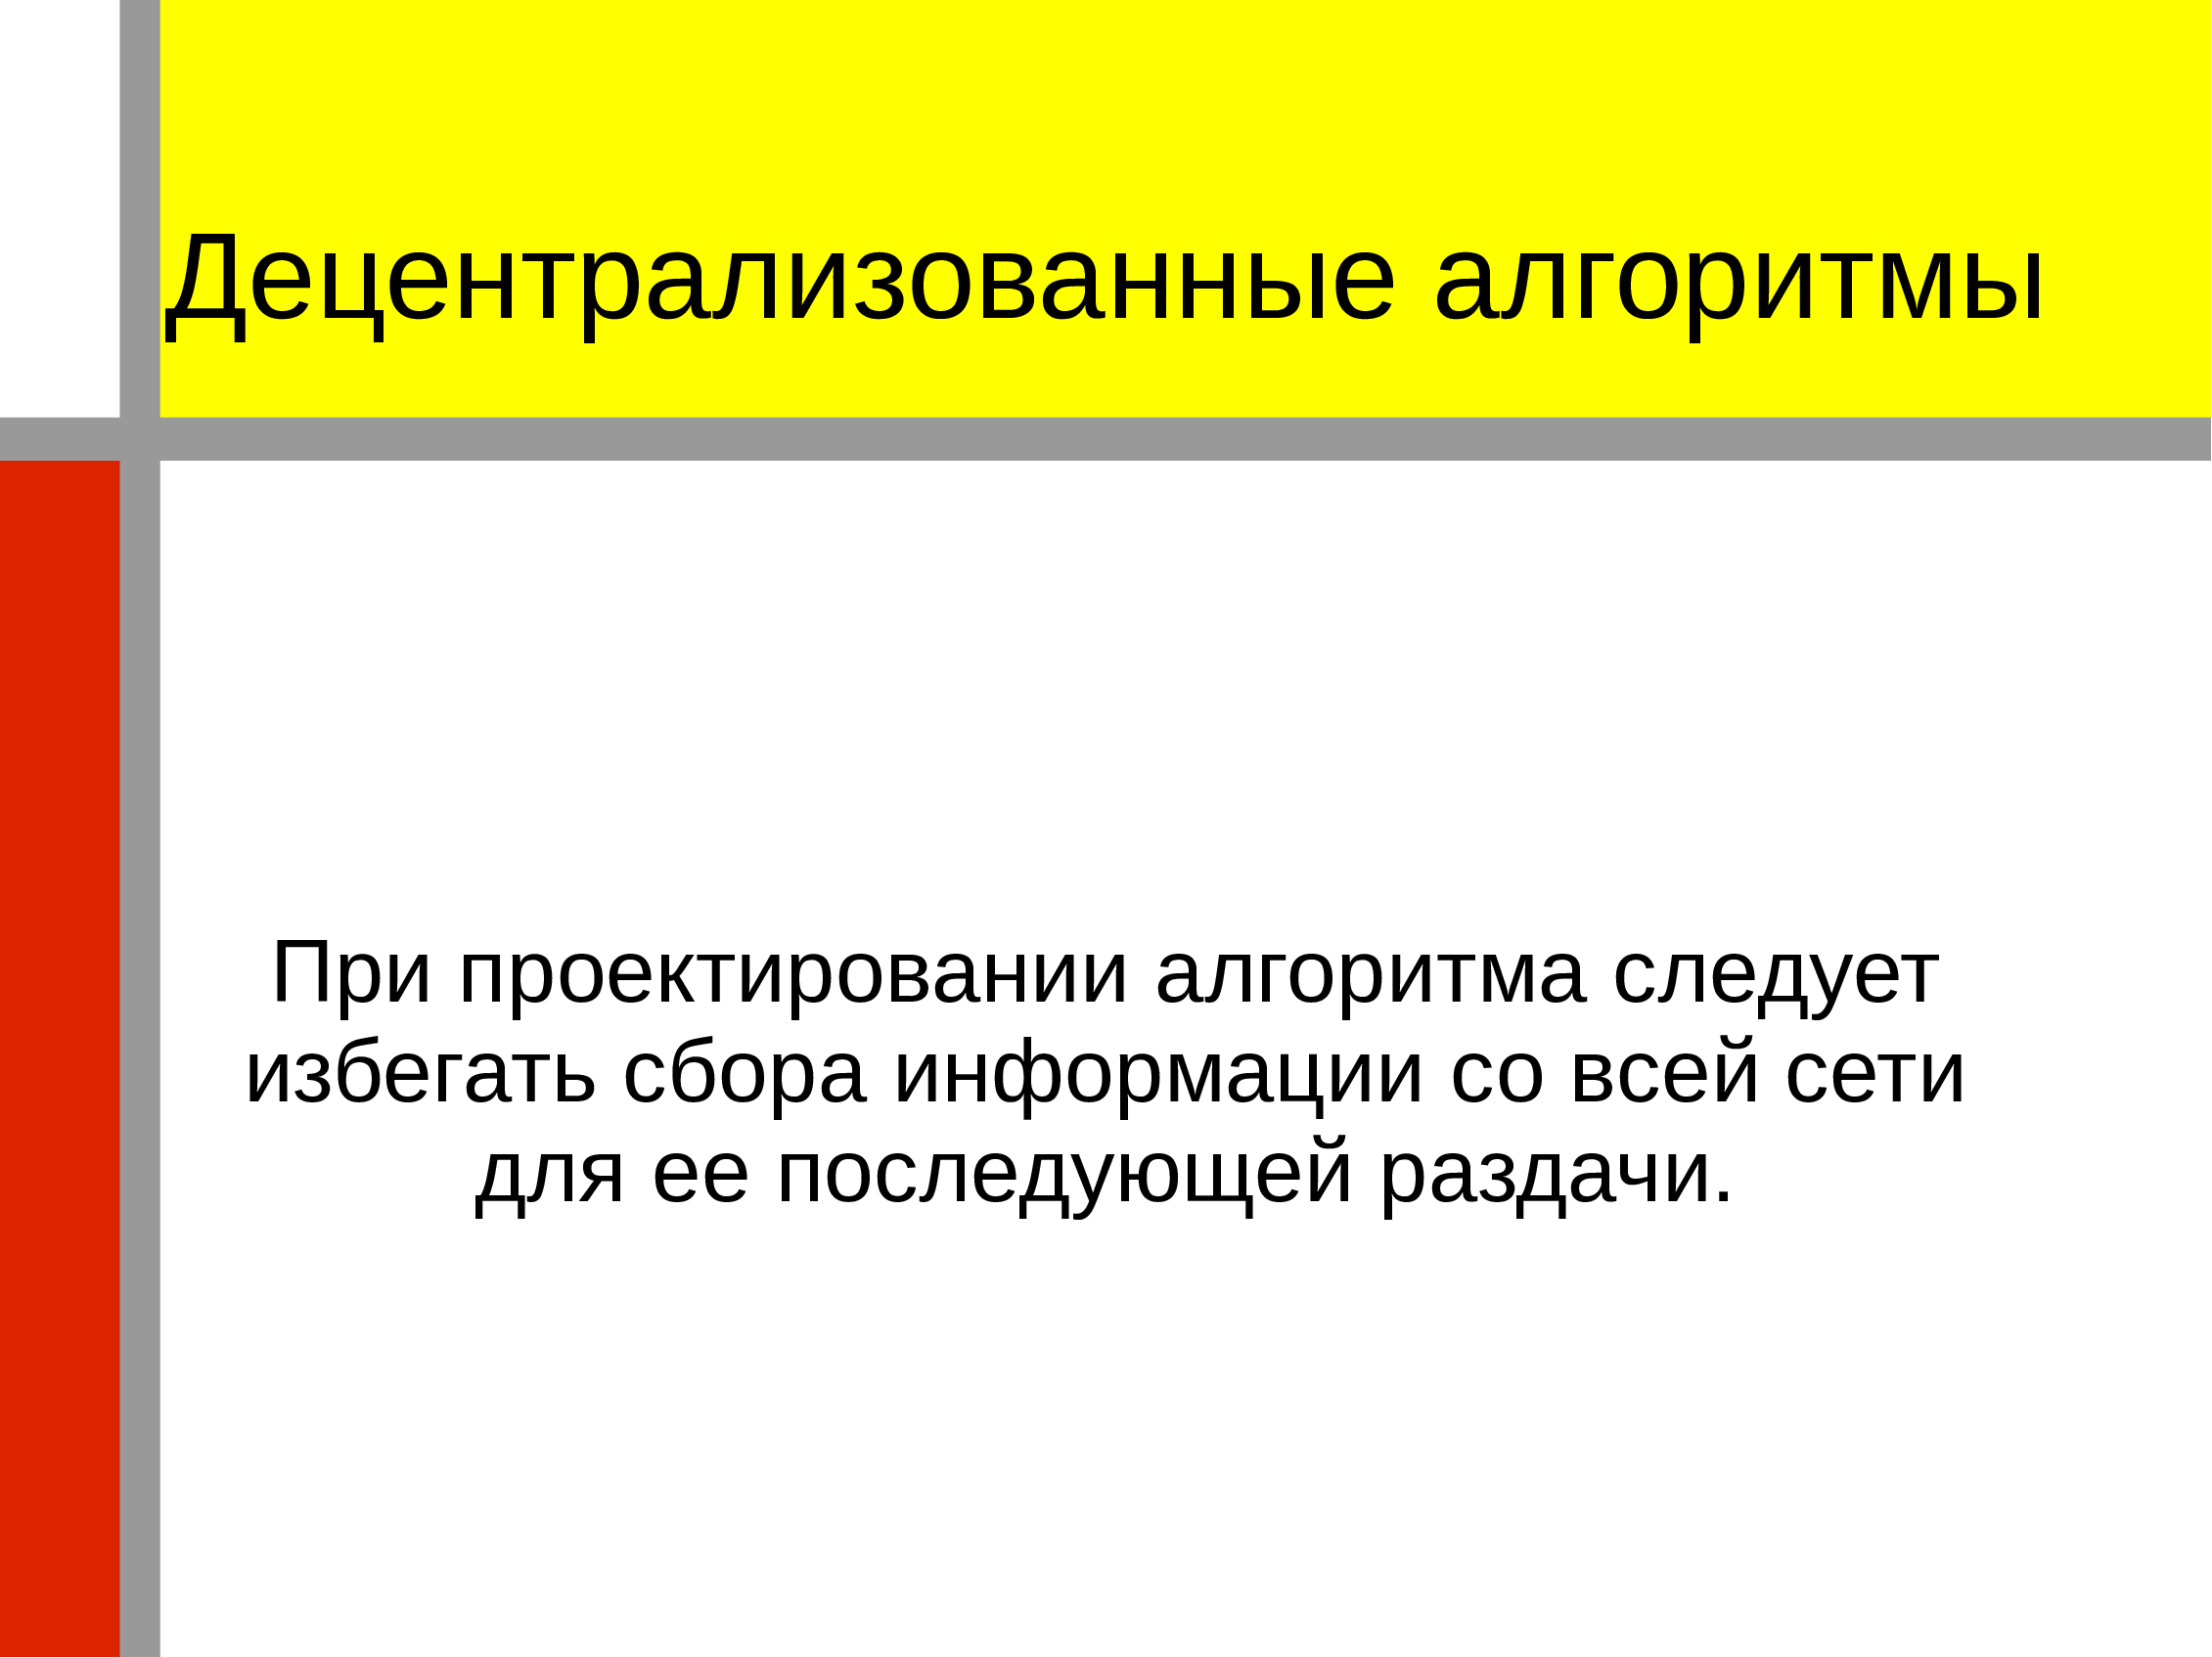 Децентрализованные алгоритмы
При проектировании алгоритма следует
избегать сбора информации со всей сети
для ее последующей раздачи.